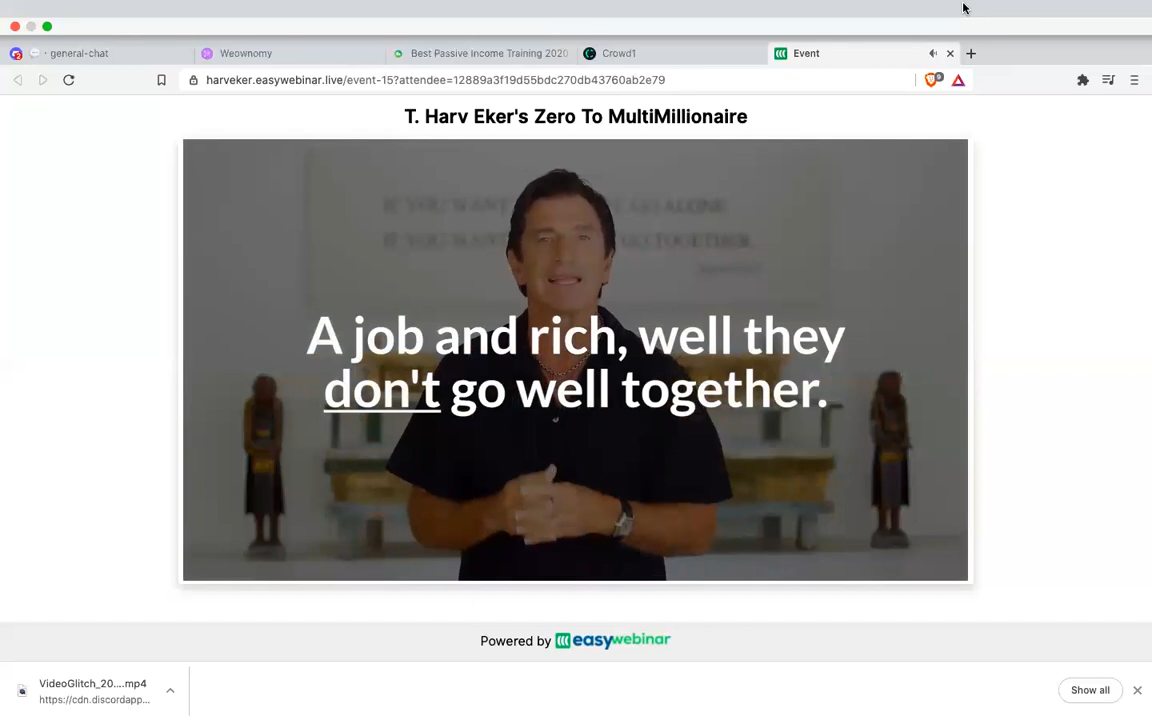 general-chat
Weownomy
Best Passive Income Training 2020
Crowd1
Event
harveker.easywebinar.live/event-15?attendee=12889a3f19d55bdc270db43760ab2e79
T. Harv Eker's Zero To MultiMillionaire
A job and rich, well they
don't go well together.
Powered by easywebinar
VideoGlitch_20....mp4
https://cdn.discordapp...
Show all